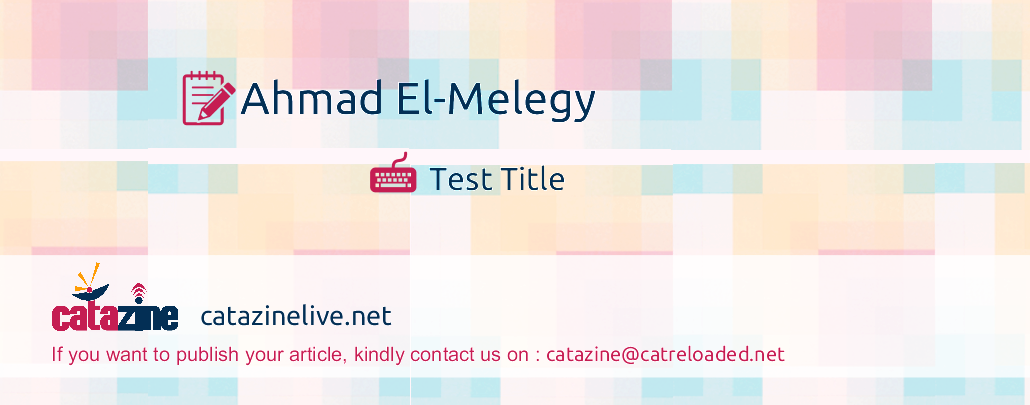 Ahmad El-Melegy
Test Title
catazine
catazinelive.net
If you want to publish your article, kindly contact us on : catazine@catreloaded.net